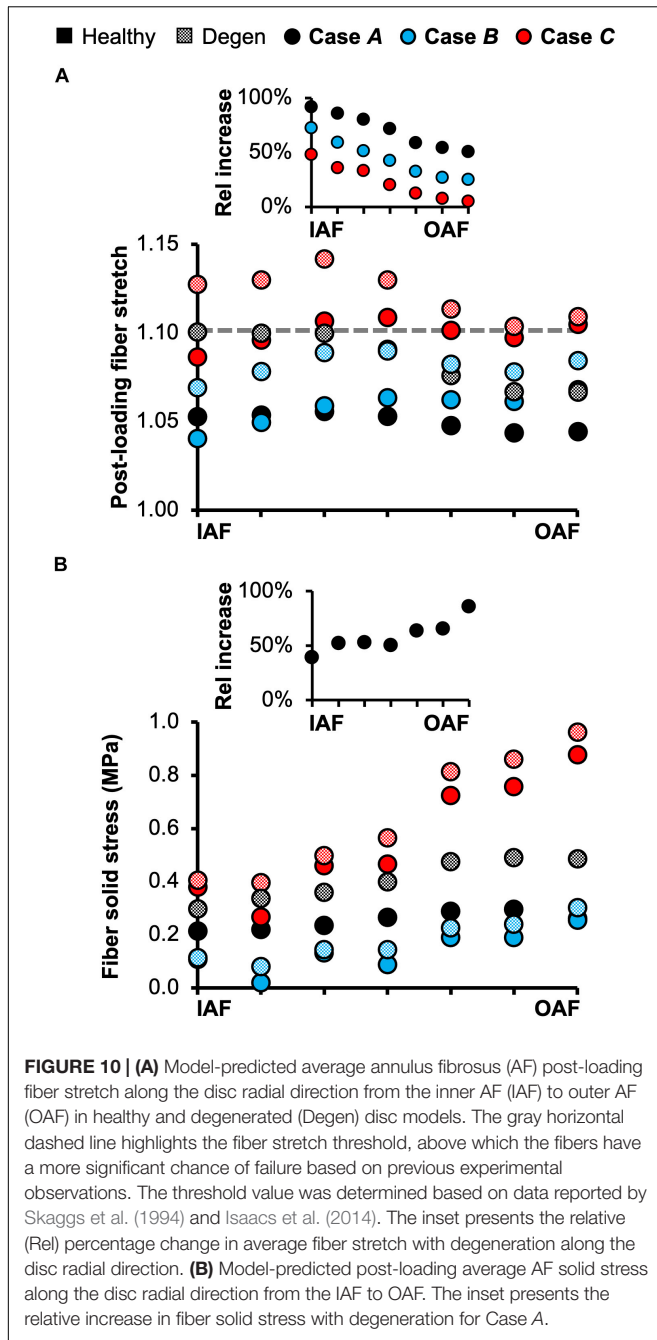 Healthy Degen Case A Case B Case C
A
100%
50%
0%
Rel increase
IAF OAF
1.15
1.10
1.05
1.00
Post-loading fiber stretch
IAF OAF
B
100%
50%
0%
Rel increase
IAF OAF
1.0
0.8
0.6
0.4
0.2
0.0
Fiber solid stress (MPa)
IAF OAF
FIGURE 10 | (A) Model-predicted average annulus fibrosus (AF) post-loading
fiber stretch along the disc radial direction from the inner AF (IAF) to outer AF
(OAF) in healthy and degenerated (Degen) disc models. The gray horizontal
dashed line highlights the fiber stretch threshold, above which the fibers have
a more significant chance of failure based on previous experimental
observations. The threshold value was determined based on data reported by
Skaggs et al. (1994) and Isaacs et al. (2014). The inset presents the relative
(Rel) percentage change in average fiber stretch with degeneration along the
disc radial direction. (B) Model-predicted post-loading average AF solid stress
along the disc radial direction from the IAF to OAF. The inset presents the
relative increase in fiber solid stress with degeneration for Case A.